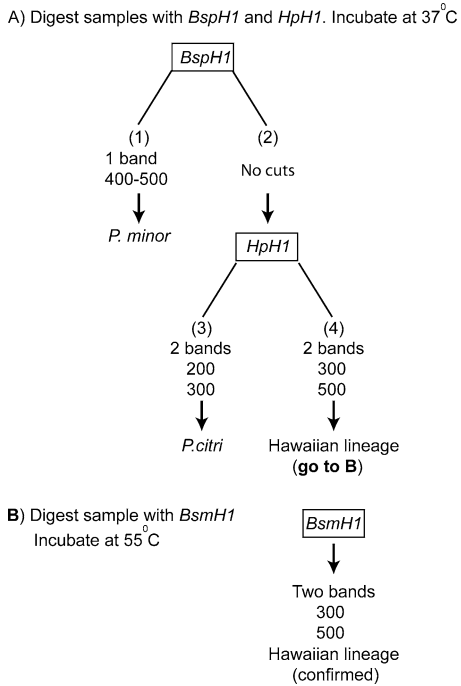 A) Digest samples with BspH1 and HpH1. Incubate at 37⁰C
BspH1
(1)
1 band
400-500
P. minor
(2)
No cuts
HpH1
(3)
2 bands
200
300
P.citri
(4)
2 bands
300
500
Hawaiian lineage
(go to B)
B) Digest sample with BsmH1
Incubate at 55⁰C
BsmH1
Two bands
300
500
Hawaiian lineage
(confirmed)